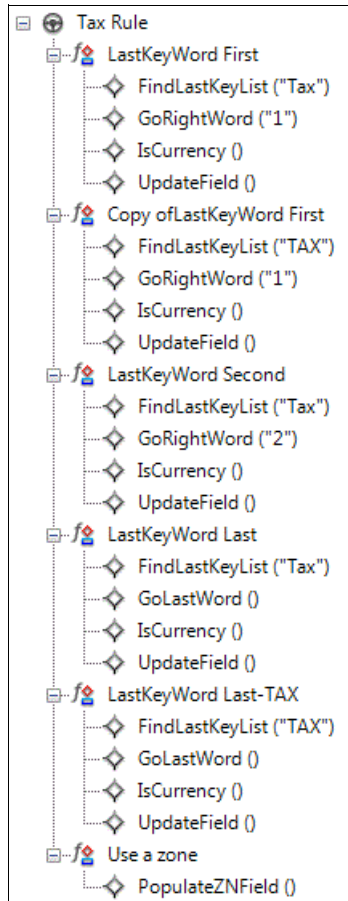 Tax Rule
LastKeyWord First
FindLastKeyList ("Tax")
GoRightWord ("1")
IsCurrency ()
UpdateField ()
Copy ofLastKeyWord First
FindLastKeyList ("TAX")
GoRightWord ("1")
IsCurrency ()
UpdateField ()
LastKeyWord Second
FindLastKeyList ("Tax")
GoRightWord ("2")
IsCurrency ()
UpdateField ()
LastKeyWord Last
FindLastKeyList ("Tax")
GoLastWord ()
IsCurrency ()
UpdateField ()
LastKeyWord Last-TAX
FindLastKeyList ("TAX")
GoLastWord ()
IsCurrency ()
UpdateField ()
Use a zone
PopulateZNField ()